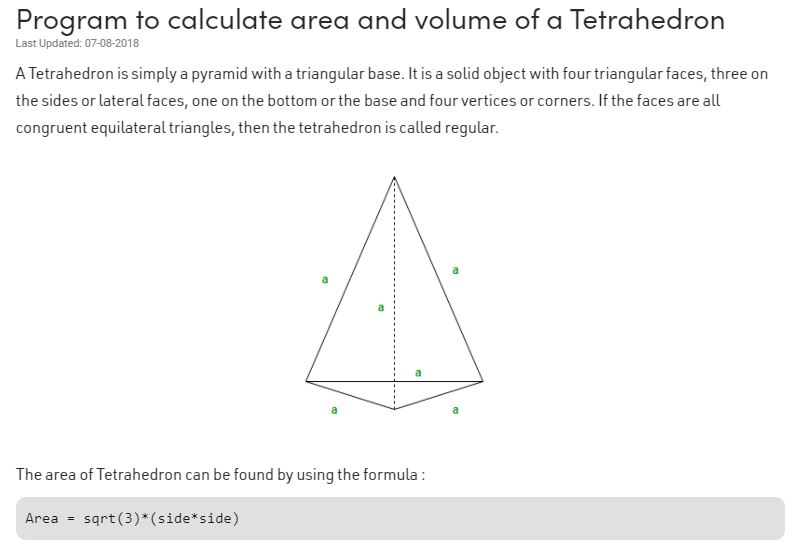 Program to calculate area and volume of a Tetrahedron
Last Updated: 07-08-2018
A Tetrahedron is simply a pyramid with a triangular base. It is a solid object with four triangular faces, three on
the sides or lateral faces, one on the bottom or the base and four vertices or corners. If the faces are all
congruent equilateral triangles, then the tetrahedron is called regular.
a
a
a
a
a
a
The area of Tetrahedron can be found by using the formula :
Area = sqrt(3)*(side*side)